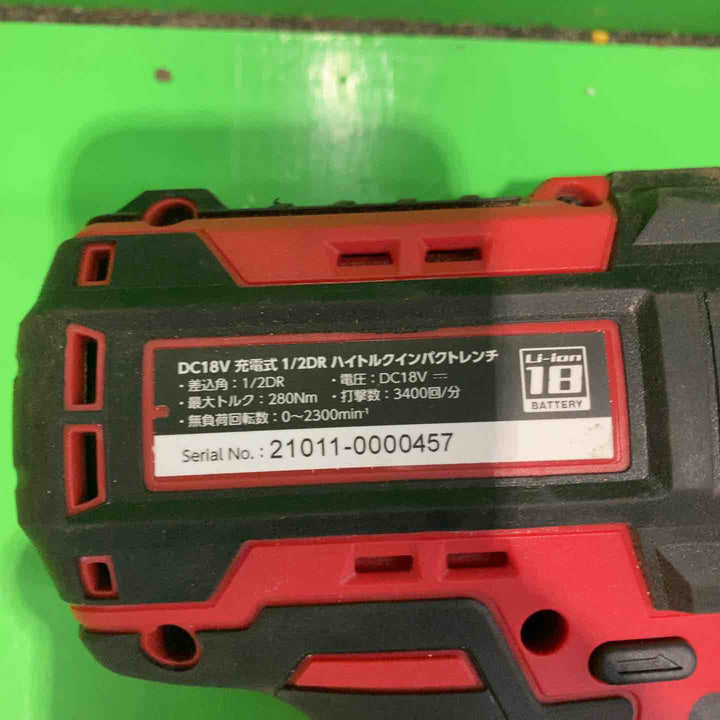 DC18V 充電式 1/2DR ハイトルクインパクトレンチ
・差込角：1/2DR ・電圧：DC18V ⎓
・最大トルク：280Nm ・打撃数：3400回/分
・無負荷回転数：0～2300min⁻¹
Serial No.：21011-0000457
Li-ion
18
BATTERY